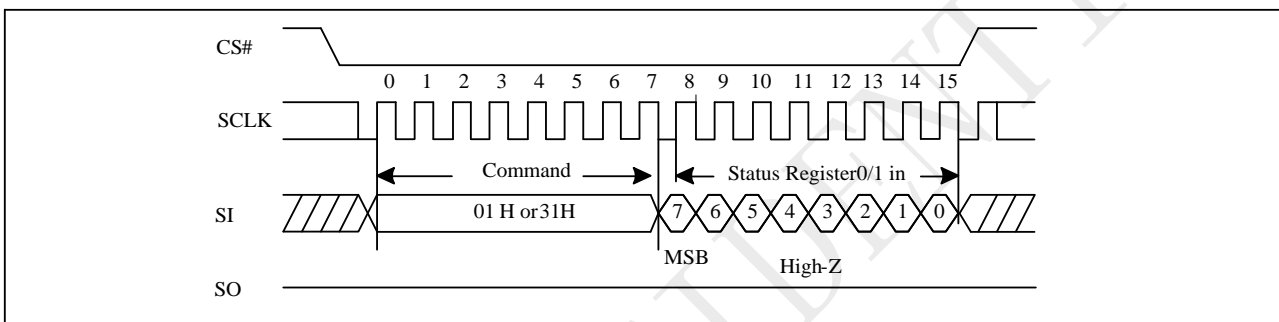 CS#
0 1 2 3 4 5 6 7 8 9 10 11 12 13 14 15
SCLK
Command Status Register0/1 in
SI 01 H or31H 7 6 5 4 3 2 1 0
MSB High-Z
SO